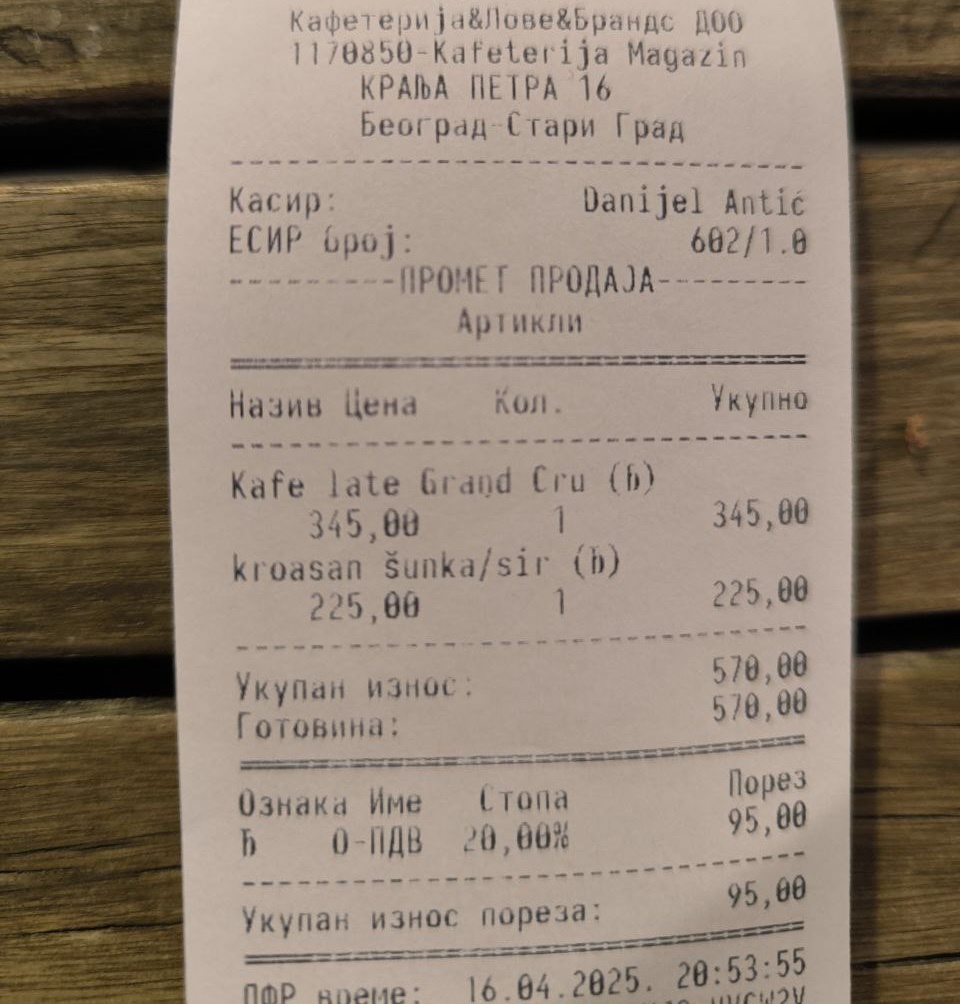 Кафетерија&Лове&Брандс ДОО
1170850-Kafeterija Magazin
КРАЉА ПЕТРА 16
Београд-Стари Град
Касир: Danijel Antić
ЕСИР број: 602/1.0
ПРОМЕТ ПРОДАЈА
Артикли
Назив Цена Кол. Укупно
Kafe late Grand Cru (Ђ)
345,00 1 345,00
kroasan šunka/sir (Ђ)
225,00 1 225,00
Укупан износ: 570,00
Готовина: 570,00
Ознака Име Стопа Порез
Ђ О-ПДВ 20,00% 95,00
Укупан износ пореза: 95,00
ПФР време: 16.04.2025. 20:53:55